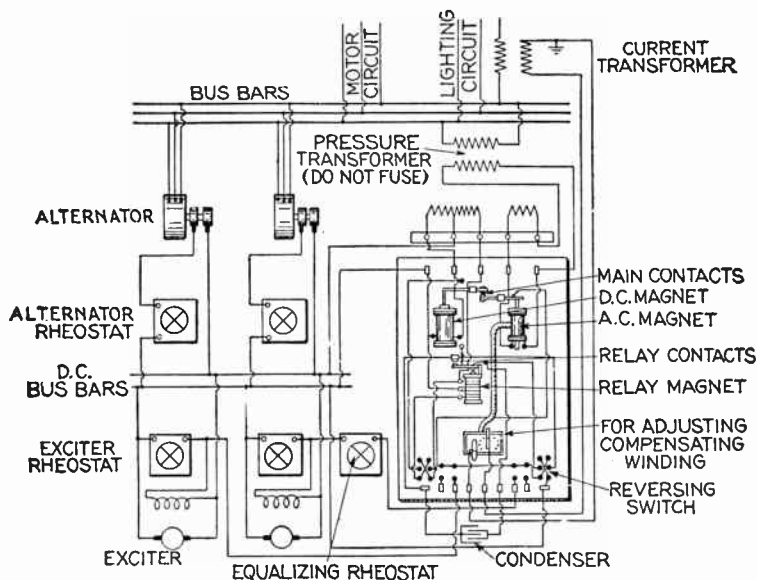 MOTOR
CIRCUIT
LIGHTING
CIRCUIT
CURRENT
TRANSFORMER
BUS BARS
PRESSURE
TRANSFORMER
(DO NOT FUSE)
ALTERNATOR
MAIN CONTACTS
D.C. MAGNET
A.C. MAGNET
ALTERNATOR
RHEOSTAT
RELAY CONTACTS
D.C.
BUS BARS
RELAY MAGNET
FOR ADJUSTING
COMPENSATING
WINDING
EXCITER
RHEOSTAT
REVERSING
SWITCH
EXCITER
EQUALIZING RHEOSTAT
CONDENSER